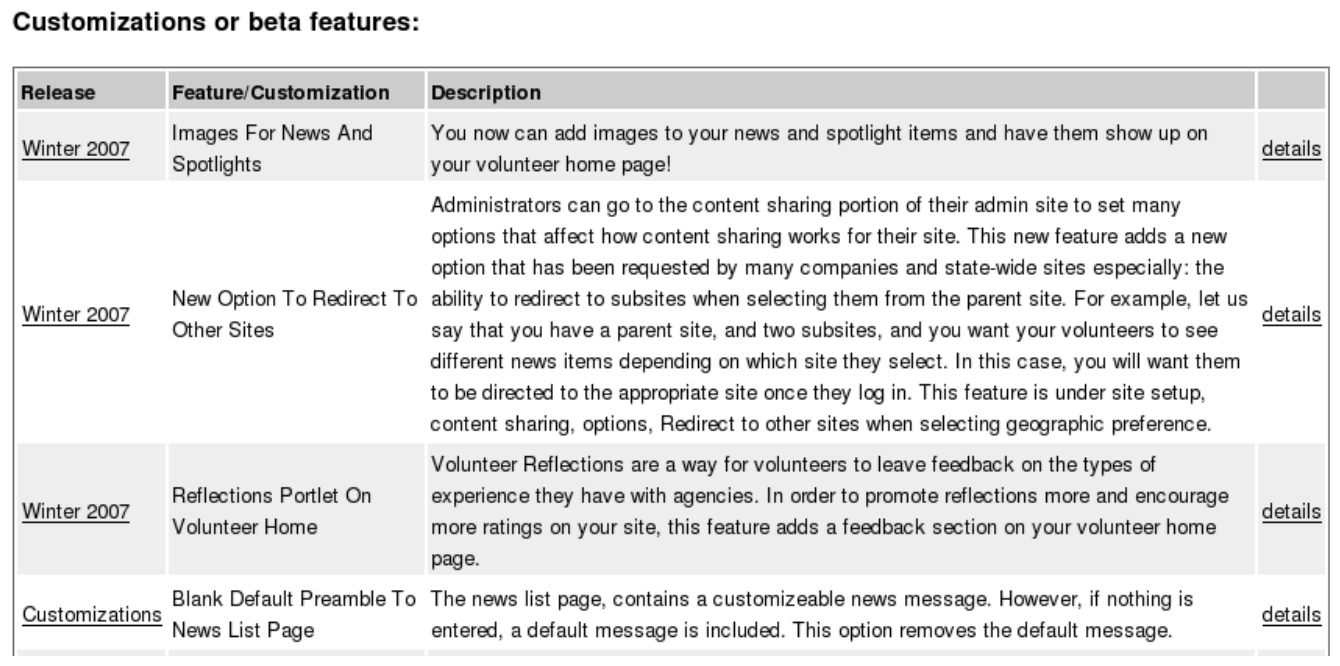 Customizations or beta features:
Release Feature/Customization Description
Winter 2007
Images For News And
Spotlights
You now can add images to your news and spotlight items and have them show up on
your volunteer home page!
details
Winter 2007
New Option To Redirect To
Other Sites
Administrators can go to the content sharing portion of their admin site to set many
options that affect how content sharing works for their site. This new feature adds a new
option that has been requested by many companies and state-wide sites especially: the
ability to redirect to subsites when selecting them from the parent site. For example, let us
say that you have a parent site, and two subsites, and you want your volunteers to see
different news items depending on which site they select. In this case, you will want them
to be directed to the appropriate site once they log in. This feature is under site setup,
content sharing, options, Redirect to other sites when selecting geographic preference.
details
Winter 2007
Reflections Portlet On
Volunteer Home
Volunteer Reflections are a way for volunteers to leave feedback on the types of
experience they have with agencies. In order to promote reflections more and encourage
more ratings on your site, this feature adds a feedback section on your volunteer home
page.
details
Customizations
Blank Default Preamble To
News List Page
The news list page, contains a customizeable news message. However, if nothing is
entered, a default message is included. This option removes the default message.
details